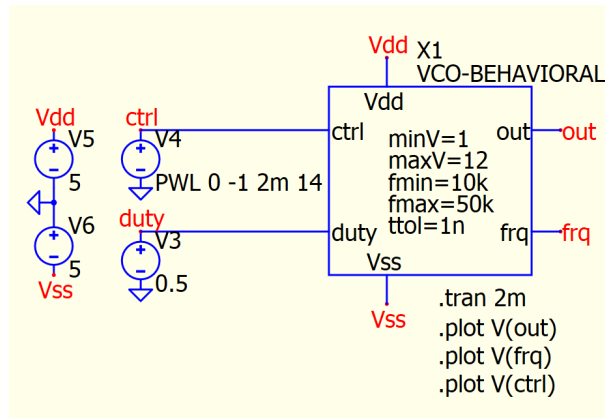 Vdd
X1
VCO-BEHAVIORAL
Vdd
Vdd
ctrl
V5
V4
ctrl
out
out
minV=1
maxV=12
5
PWL 0 -1 2m 14
fmin=10k
fmax=50k
duty
V6
V3
duty
ttol=1n
frq
frq
5
0.5
Vss
Vss
Vss
.tran 2m
.plot V(out)
.plot V(frq)
.plot V(ctrl)